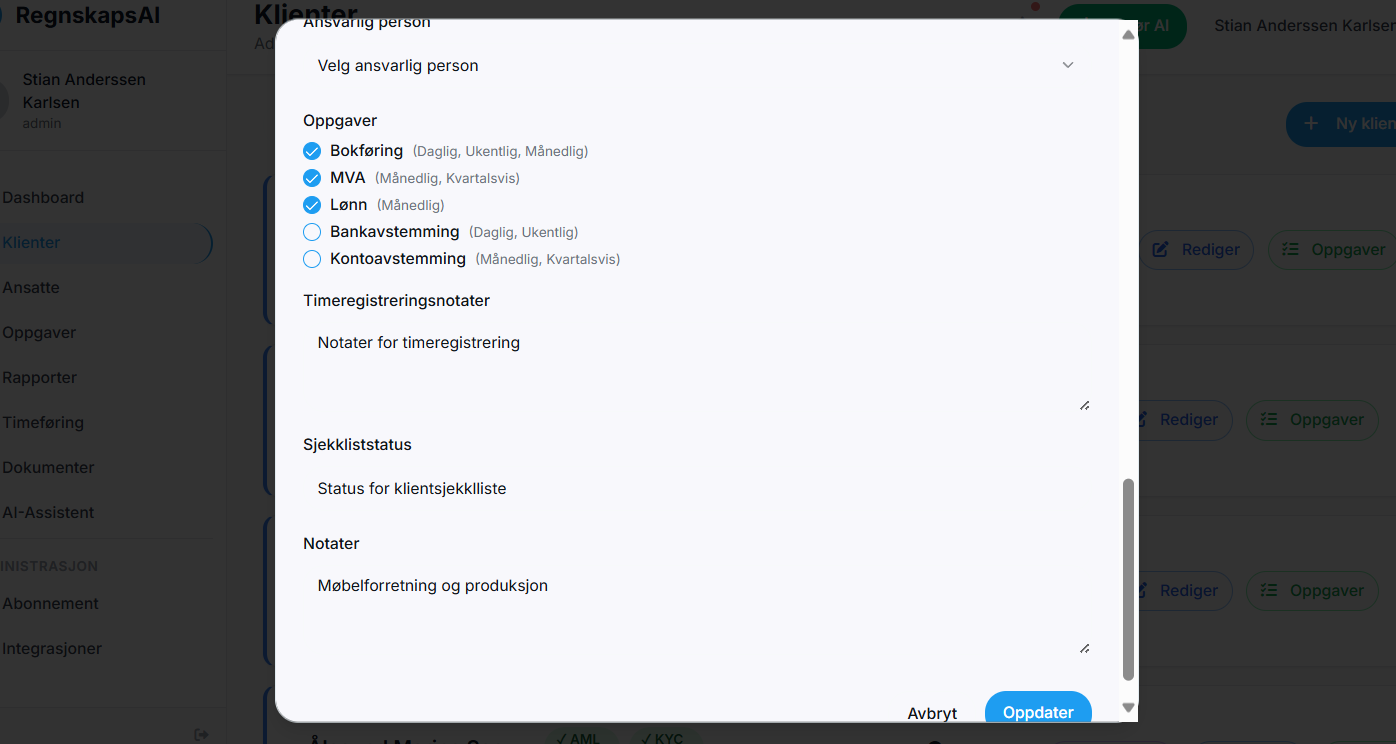 RegnskapsAI
Klienter
Stian Anderssen
Karlsen
admin
Dashboard
Klienter
Ansatte
Oppgaver
Rapporter
Timeføring
Dokumenter
AI-Assistent
INISTRASJON
Abonnement
Integrasjoner
AI
Stian Anderssen Karlsen
+ Ny klien
Ansvarlig person
Velg ansvarlig person
Oppgaver
Bokføring (Daglig, Ukentlig, Månedlig)
MVA (Månedlig, Kvartalsvis)
Lønn (Månedlig)
Bankavstemming (Daglig, Ukentlig)
Kontoavstemming (Månedlig, Kvartalsvis)
Timeregistreringsnotater
Notater for timeregistrering
Sjekkliststatus
Status for klientsjekklliste
Notater
Møbelforretning og produksjon
Avbryt Oppdater
Rediger Oppgaver
Rediger Oppgaver
Rediger Oppgaver
✓ AML ✓ KYC